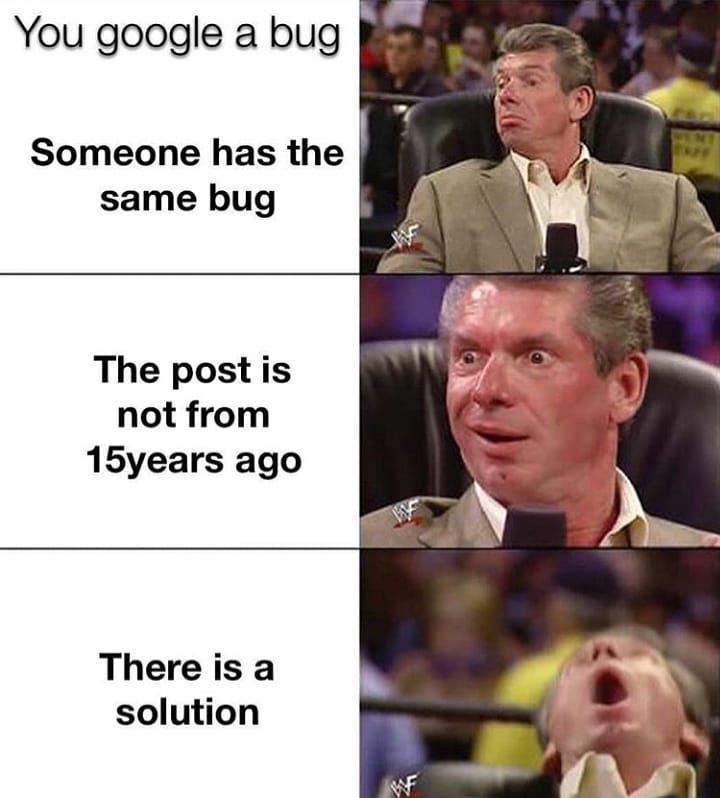 You google a bug
Someone has the
same bug
The post is
not from
15years ago
There is a
solution